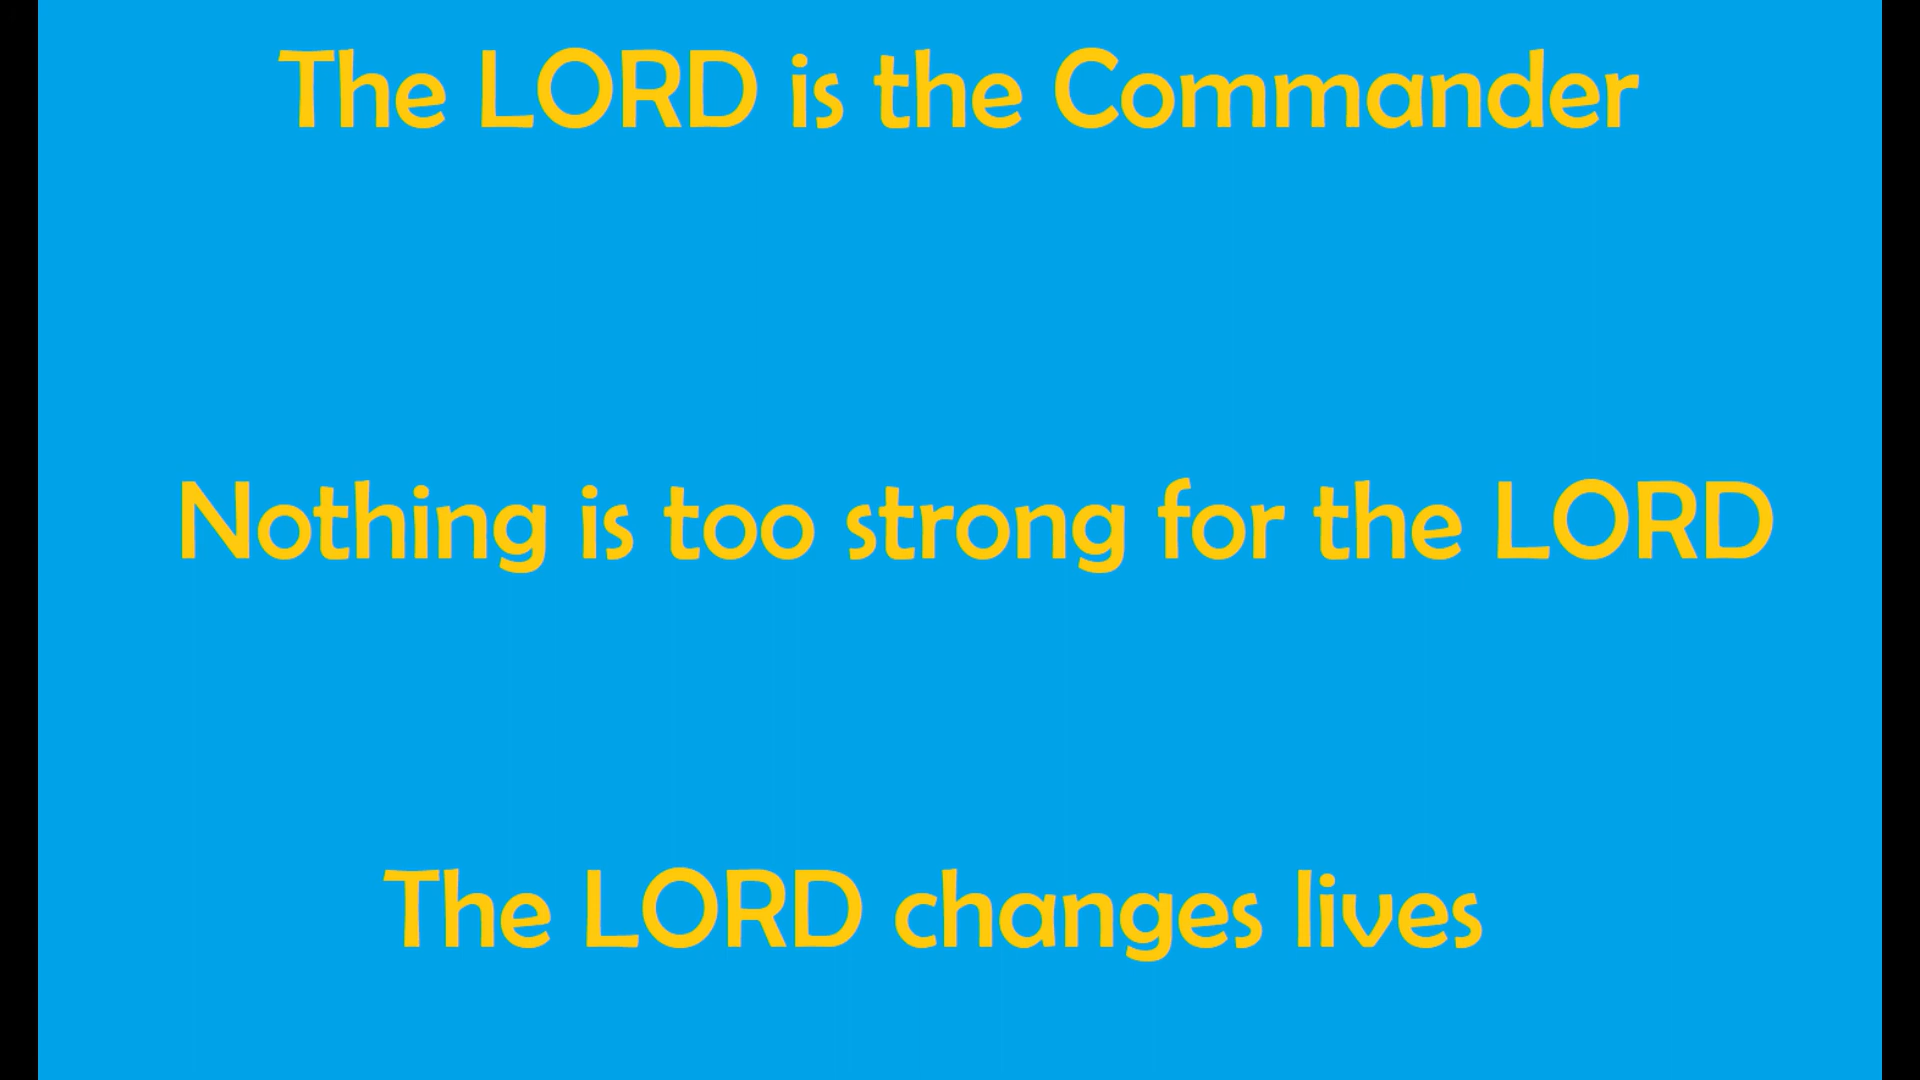 The LORD is the Commander
Nothing is too strong for the LORD
The LORD changes lives